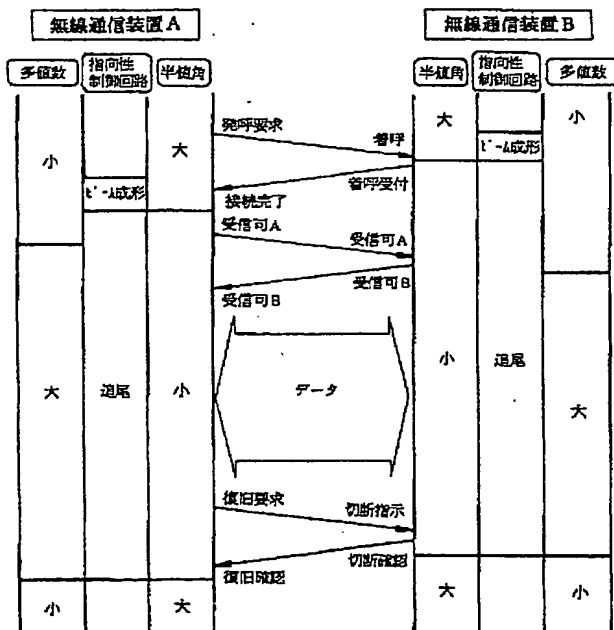 無線通信装置A
無線通信装置B
多値数
指向性
制御回路
半値角
半値角
指向性
制御回路
多値数
小
大
発呼要求
着呼
大
小
ビーム成形
ビーム成形
着呼受付
接続完了
受信可A
受信可A
受信可B
受信可B
大
追尾
小
データ
小
追尾
大
復旧要求
切断指示
切断確認
復旧確認
小
大
大
小